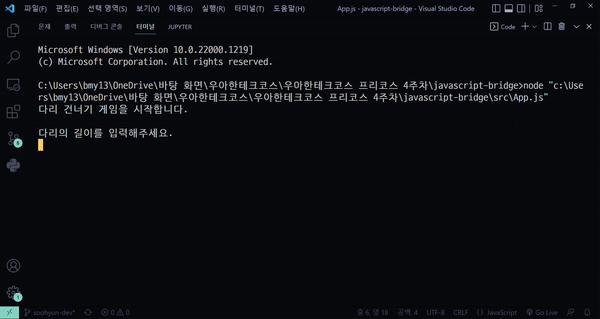 파일(F) 편집(E) 선택 영역(S) 보기(V) 이동(G) 실행(R) 터미널(T) 도움말(H) App.js - javascript-bridge - Visual Studio Code
문제 출력 디버그 콘솔 터미널 JUPYTER Code
Microsoft Windows [Version 10.0.22000.1219]
(c) Microsoft Corporation. All rights reserved.
C:\Users\bmy13\OneDrive\바탕 화면\우아한테크코스\우아한테크코스 프리코스 4주차\javascript-bridge>node "c:\Use
rs\bmy13\OneDrive\바탕 화면\우아한테크코스\우아한테크코스 프리코스 4주차\javascript-bridge\src\App.js"
다리 건너기 게임을 시작합니다.
다리의 길이를 입력해주세요.
8
1
soohyun-dev* 0 0 줄 6, 열 18 공백: 4 UTF-8 CRLF {} JavaScript Go Live